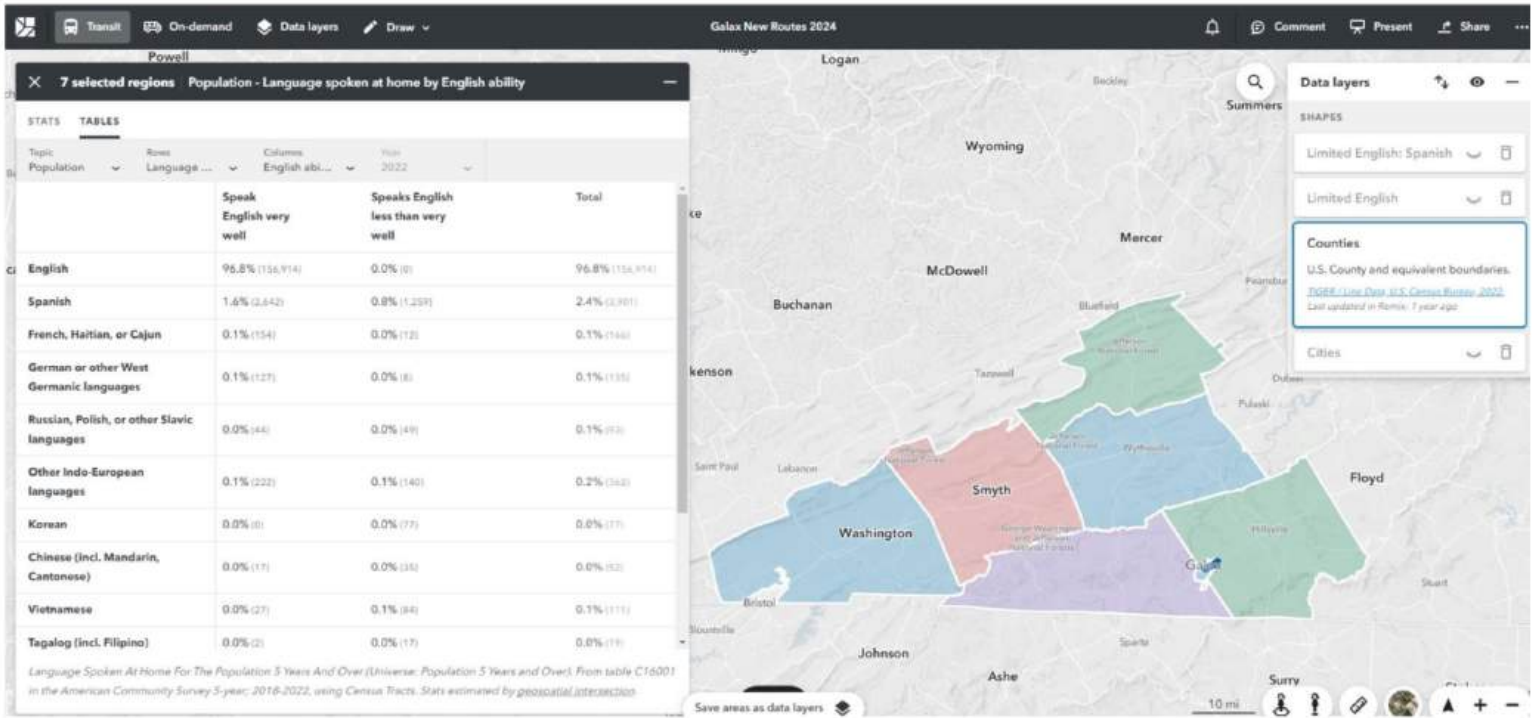 Transit On-demand Data layers Draw Galax New Routes 2024 Comment Present Share
7 selected regions Population - Language spoken at home by English ability
STATS TABLES
Topic Rows Columns Year
Population Language ... English abi... 2022
Speak English very well Speaks English less than very well Total
English 96.8% (156,914) 0.0% (0) 96.8% (156,914)
Spanish 1.6% (2,642) 0.8% (1,259) 2.4% (3,901)
French, Haitian, or Cajun 0.1% (154) 0.0% (12) 0.1% (166)
German or other West Germanic languages 0.1% (127) 0.0% (8) 0.1% (135)
Russian, Polish, or other Slavic languages 0.0% (44) 0.0% (49) 0.1% (93)
Other Indo-European languages 0.1% (222) 0.1% (140) 0.2% (362)
Korean 0.0% (0) 0.0% (77) 0.0% (77)
Chinese (incl. Mandarin, Cantonese) 0.0% (17) 0.0% (35) 0.0% (52)
Vietnamese 0.0% (27) 0.1% (84) 0.1% (111)
Tagalog (incl. Filipino) 0.0% (2) 0.0% (17) 0.0% (19)
Language Spoken At Home For The Population 5 Years And Over (Universe: Population 5 Years and Over). From table C16001
in the American Community Survey 5-year; 2018-2022, using Census Tracts. Stats estimated by geospatial intersection
Powell
Logan
Beckley
Summers
Wyoming
Mercer
McDowell
Buchanan
Bluefield
Tazewell
Pulaski
Wytheville
Saint Paul
Lebanon
Smyth
Floyd
Washington
Hillsville
Galax
Stuart
Bristol
Sparta
Johnson
Ashe
Surry
Data layers
SHAPES
Limited English: Spanish
Limited English
Counties
U.S. County and equivalent boundaries.
TIGER / Line Data, U.S. Census Bureau, 2022.
Last updated in Remix: 1 year ago
Cities
Save areas as data layers
10 mi